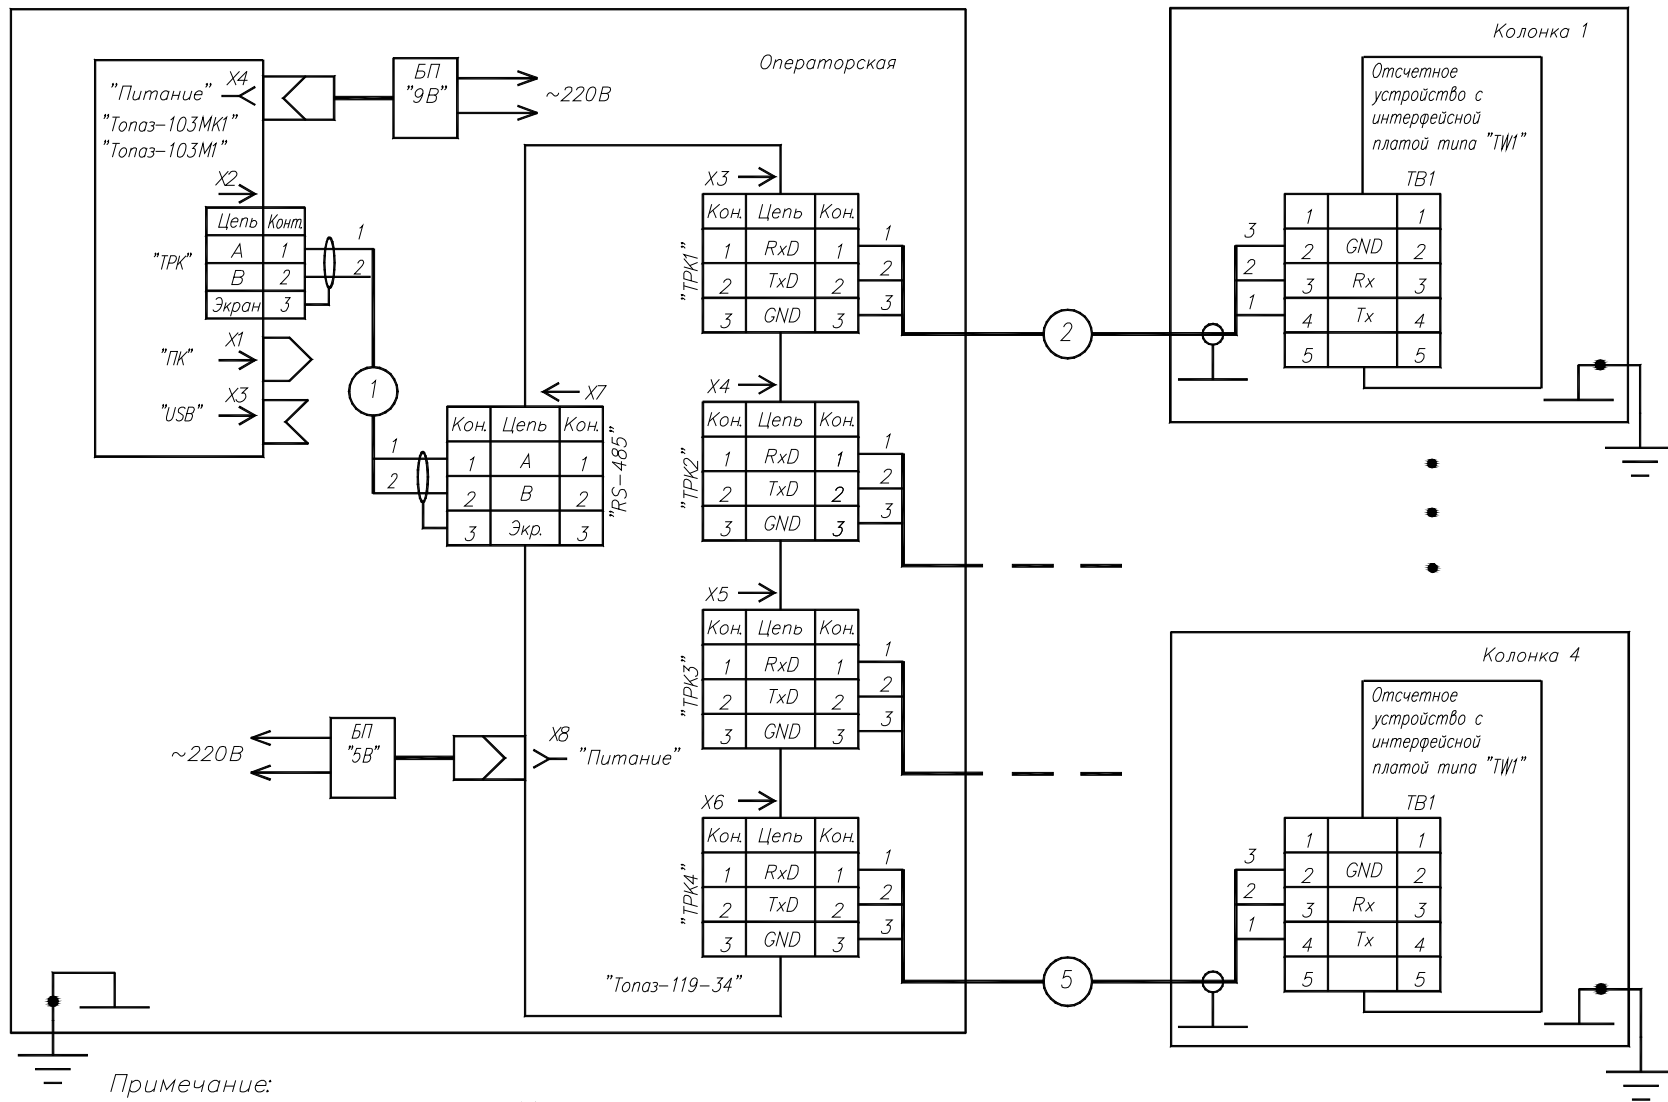 Операторская
"Питание"
X4
"Топаз-103МК1"
"Топаз-103М1"
БП
"9В"
~220В
X2
"ТРК"
Цепь Конт.
A 1
B 2
Экран 3
1
2
"ПК"
X1
"USB"
X3
1
1
2
X7
Кон. Цепь Кон.
1 A 1
2 B 2
3 Экр. 3
"RS-485"
X3
"ТРК1"
Кон. Цепь Кон.
1 RxD 1
2 TxD 2
3 GND 3
1
2
3
2
X4
"ТРК2"
Кон. Цепь Кон.
1 RxD 1
2 TxD 2
3 GND 3
1
2
3
X5
"ТРК3"
Кон. Цепь Кон.
1 RxD 1
2 TxD 2
3 GND 3
1
2
3
X6
"ТРК4"
Кон. Цепь Кон.
1 RxD 1
2 TxD 2
3 GND 3
1
2
3
5
~220В
БП
"5В"
X8
"Питание"
"Топаз-119-34"
Колонка 1
Отсчетное
устройство с
интерфейсной
платой типа "TW1"
TB1
1 1
2 GND 2
3 Rx 3
4 Tx 4
5 5
3
2
1
Колонка 4
Отсчетное
устройство с
интерфейсной
платой типа "TW1"
TB1
1 1
2 GND 2
3 Rx 3
4 Tx 4
5 5
3
2
1
Примечание: